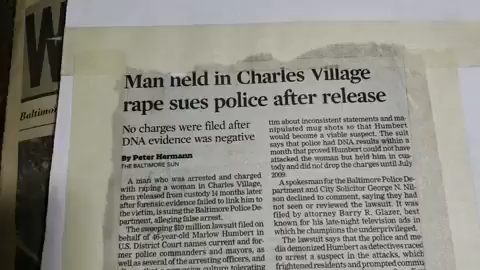 W
Baltimo
Man held in Charles Village
rape sues police after release
No charges were filed after
DNA evidence was negative
By Peter Hermann
THE BALTIMORE SUN
A man who was arrested and charged
with raping a woman in Charles Village,
then released from custody 14 months later
after forensic evidence failed to link him to
the victim, is suing the Baltimore Police De-
partment, alleging false arrest.
The sweeping $10 million lawsuit filed on
behalf of 46-year-old Marlow Humbert in
U.S. District Court names current and for-
mer police commanders and mayors, as
well as several of the arresting officers, and
culture tolerating
tim about inconsistent statements and ma-
nipulated mug shots so that Humbert
would become a viable suspect. The suit
says that police had DNA results within a
month that proved Humbert could not have
attacked the woman but held him in cus-
tody and did not drop the charges until July
2009.
A spokesman for the Baltimore Police De-
partment and City Solicitor George N. Nil-
son declined comment, saying they had
not seen or reviewed the lawsuit. It was
filed by attorney Barry R. Glazer, best
known for his late-night television ads in
which he champions the underprivileged.
The lawsuit says that the police and me-
dia demonized Humbert as detectives raced
to arrest a suspect in the attacks, which
frightened residents and prompted commu